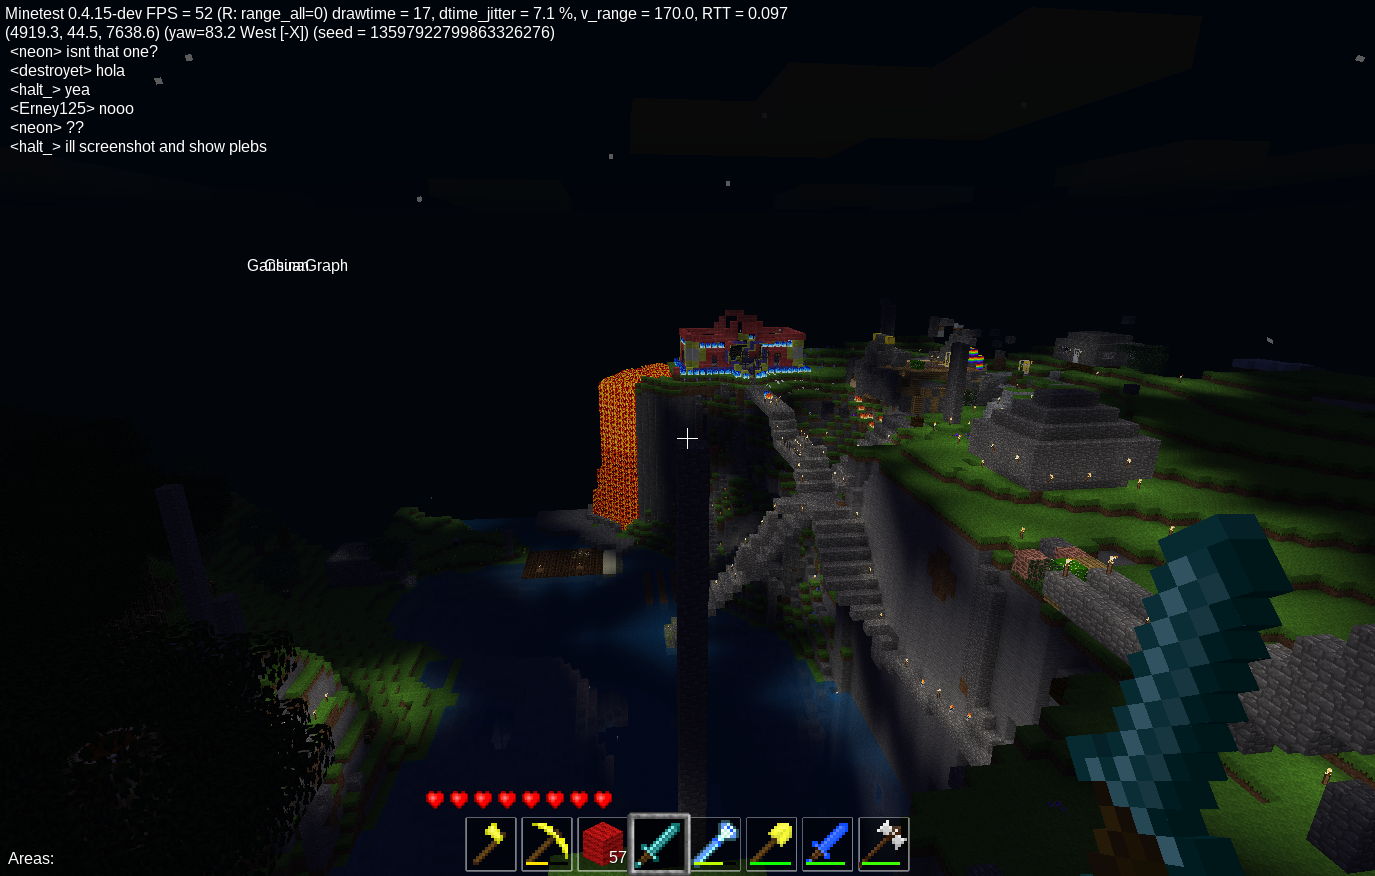 Minetest 0.4.15-dev FPS = 52 (R: range_all=0) drawtime = 17, dtime_jitter = 7.1 %, v_range = 170.0, RTT = 0.097
(4919.3, 44.5, 7638.6) (yaw=83.2 West [-X]) (seed = 13597922799863326276)
<neon> isnt that one?
<destroyet> hola
<halt_> yea
<Erney125> nooo
<neon> ??
<halt_> ill screenshot and show plebs
57
Areas: